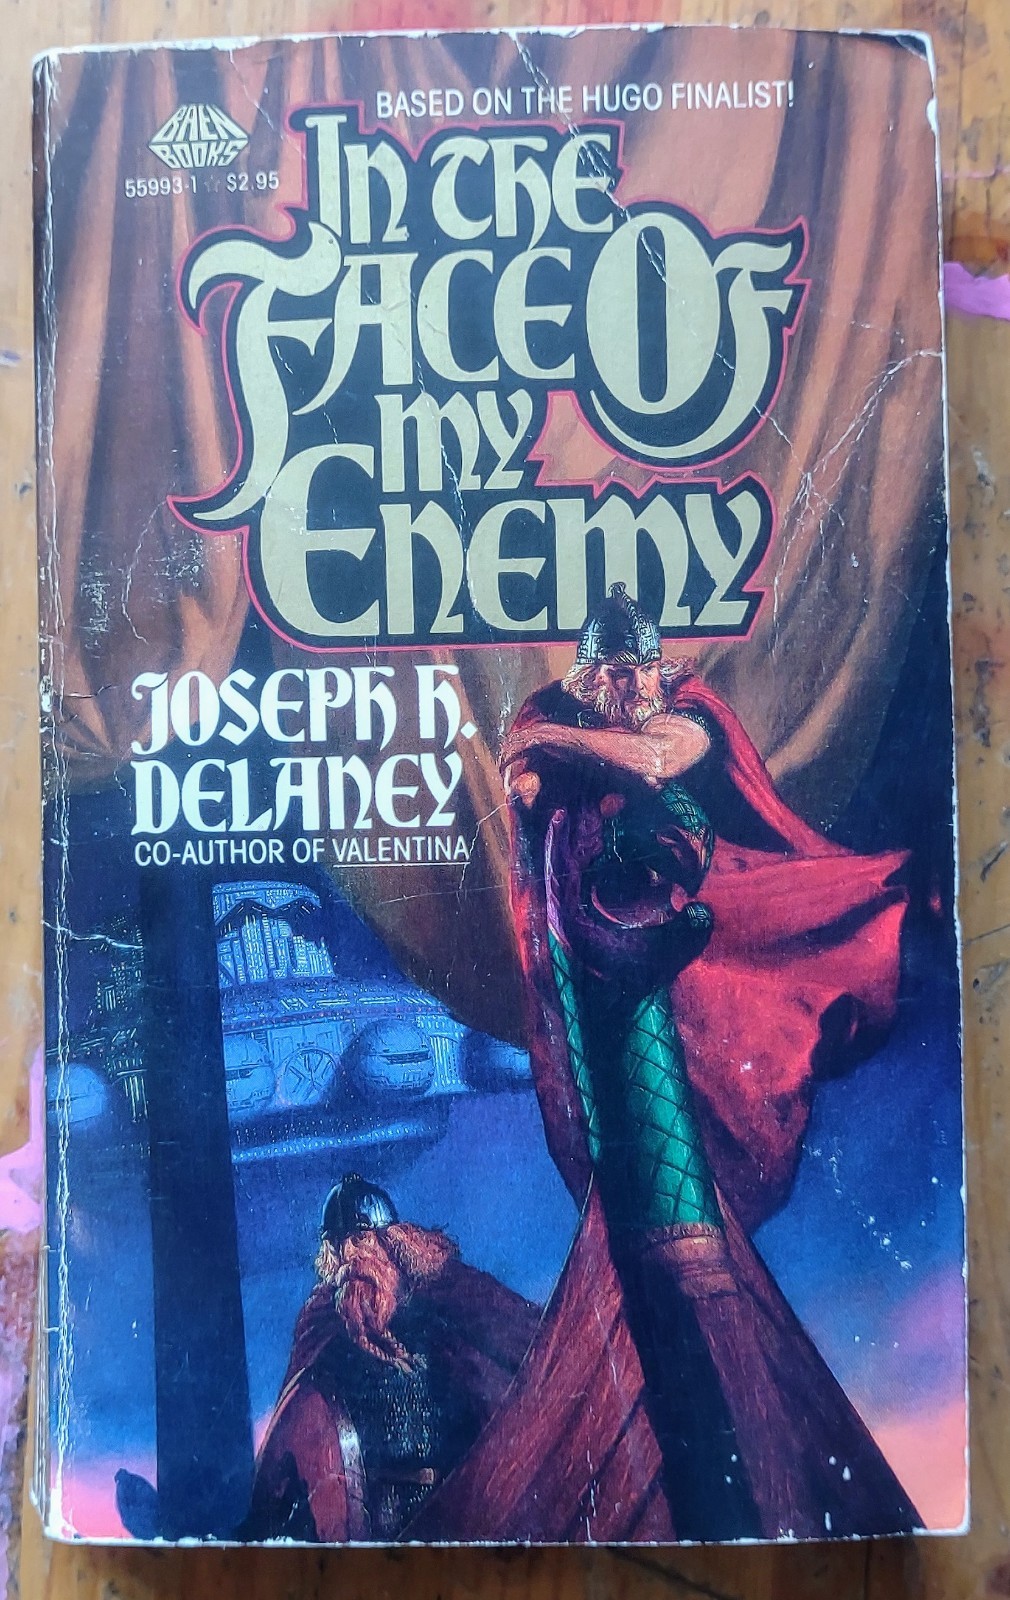 BASED ON THE HUGO FINALIST!
BAEN
BOOKS
55993-1 ☆ $2.95
IN THE
FACE OF
MY
ENEMY
JOSEPH H.
DELANEY
CO-AUTHOR OF VALENTINA